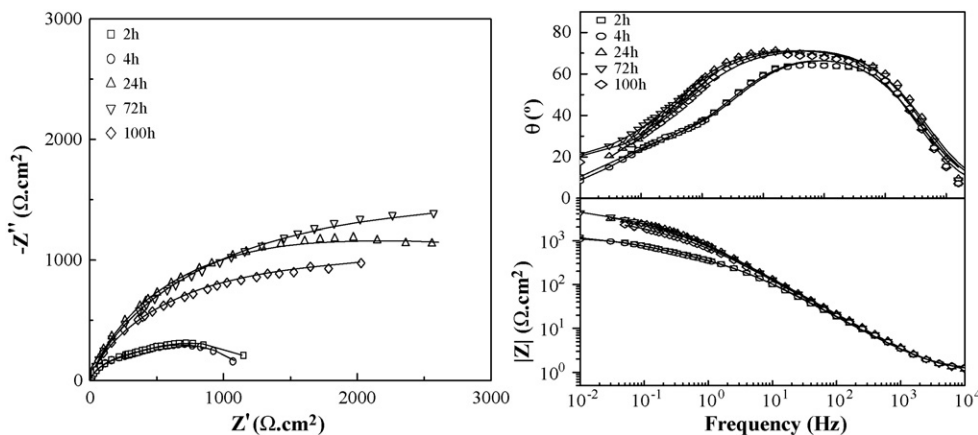 3000
2000
1000
0
-Z'' (Ω.cm²)
2h
4h
24h
72h
100h
0 1000 2000 3000
Z' (Ω.cm²)
80
60
40
20
0
θ (º)
2h
4h
24h
72h
100h
10³
10²
10¹
10⁰
|Z| (Ω.cm²)
10⁻² 10⁻¹ 10⁰ 10¹ 10² 10³ 10⁴
Frequency (Hz)